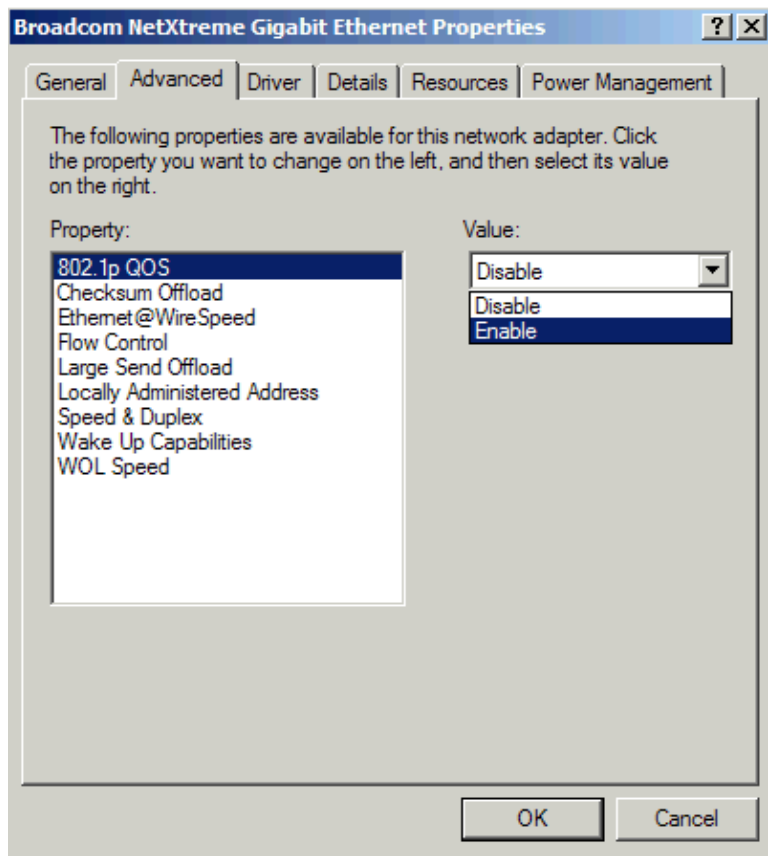 Broadcom NetXtreme Gigabit Ethernet Properties
General Advanced Driver Details Resources Power Management
The following properties are available for this network adapter. Click
the property you want to change on the left, and then select its value
on the right.
Property:
Value:
802.1p QOS
Checksum Offload
Ethernet@WireSpeed
Flow Control
Large Send Offload
Locally Administered Address
Speed & Duplex
Wake Up Capabilities
WOL Speed
Disable
Disable
Enable
OK
Cancel